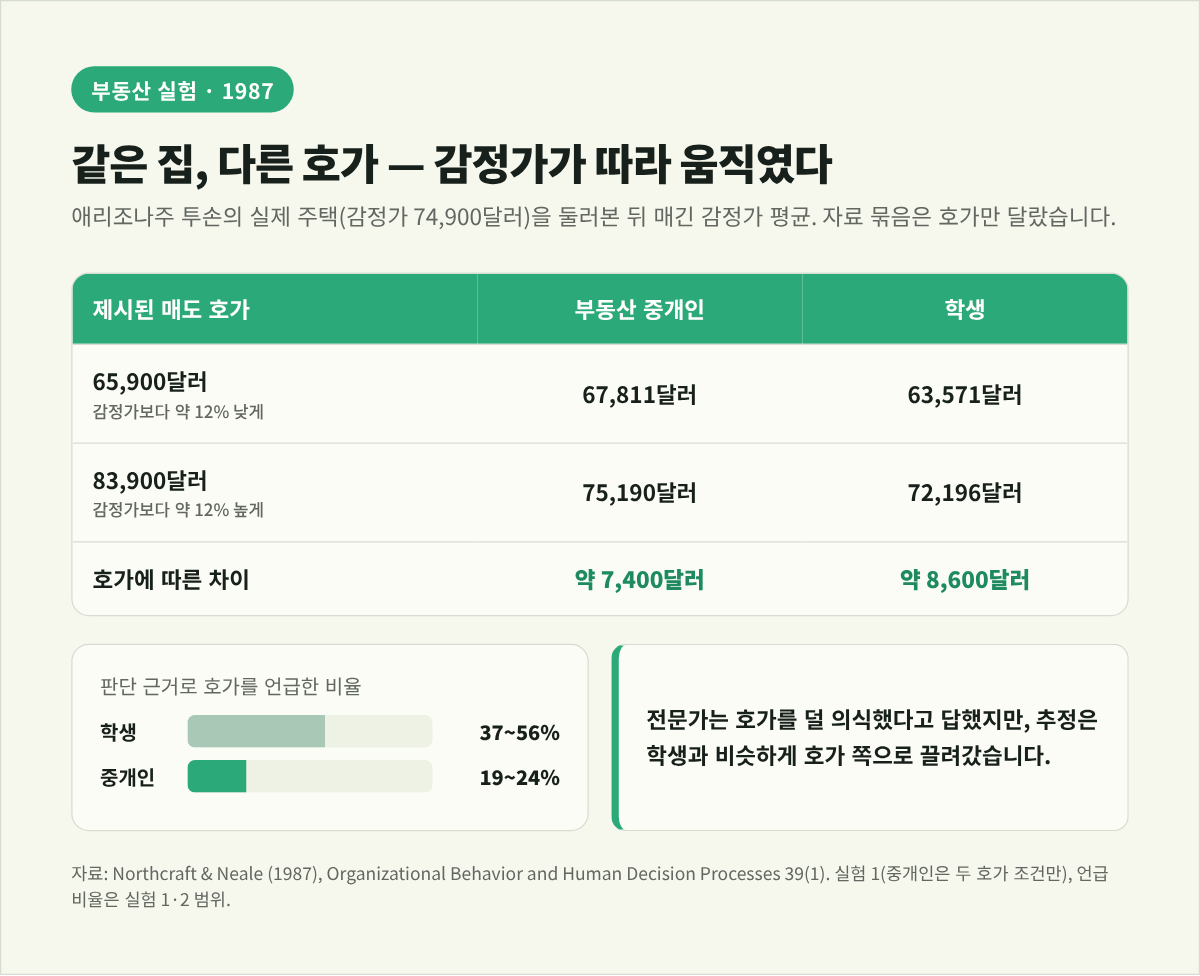 부동산 실험 · 1987
같은 집, 다른 호가 — 감정가가 따라 움직였다
애리조나주 투손의 실제 주택(감정가 74,900달러)을 둘러본 뒤 매긴 감정가 평균. 자료 묶음은 호가만 달랐습니다.
제시된 매도 호가 부동산 중개인 학생
65,900달러
감정가보다 약 12% 낮게
67,811달러 63,571달러
83,900달러
감정가보다 약 12% 높게
75,190달러 72,196달러
호가에 따른 차이 약 7,400달러 약 8,600달러
판단 근거로 호가를 언급한 비율
학생 37~56%
중개인 19~24%
전문가는 호가를 덜 의식했다고 답했지만, 추정은
학생과 비슷하게 호가 쪽으로 끌려갔습니다.
자료: Northcraft & Neale (1987), Organizational Behavior and Human Decision Processes 39(1). 실험 1(중개인은 두 호가 조건만), 언급
비율은 실험 1·2 범위.